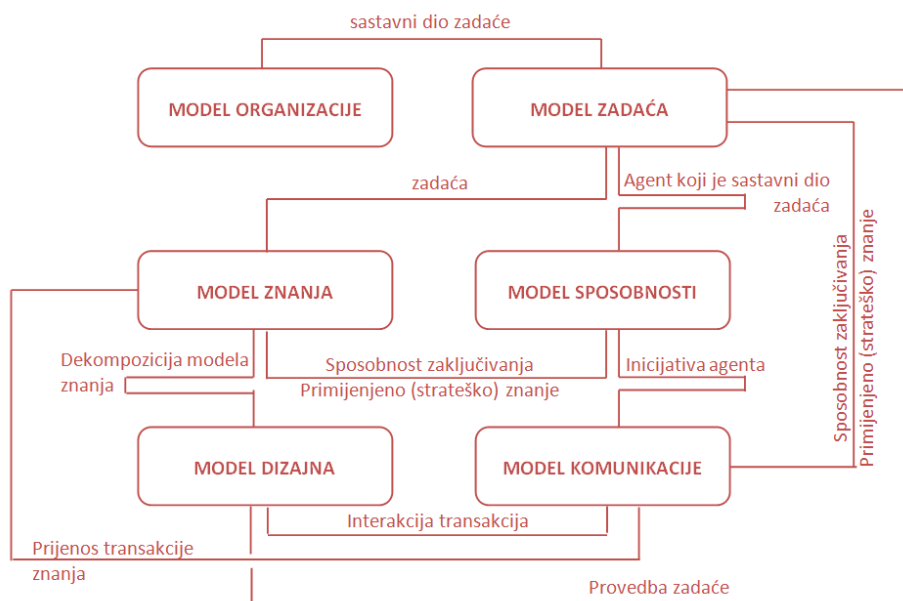 sastavni dio zadaće
MODEL ORGANIZACIJE
MODEL ZADAĆA
zadaća
Agent koji je sastavni dio
zadaća
MODEL ZNANJA
MODEL SPOSOBNOSTI
Sposobnost zaključivanja
Primijenjeno (strateško) znanje
Dekompozicija modela
znanja
Sposobnost zaključivanja
Primijenjeno (strateško) znanje
Inicijativa agenta
MODEL DIZAJNA
MODEL KOMUNIKACIJE
Interakcija transakcija
Prijenos transakcije
znanja
Provedba zadaće